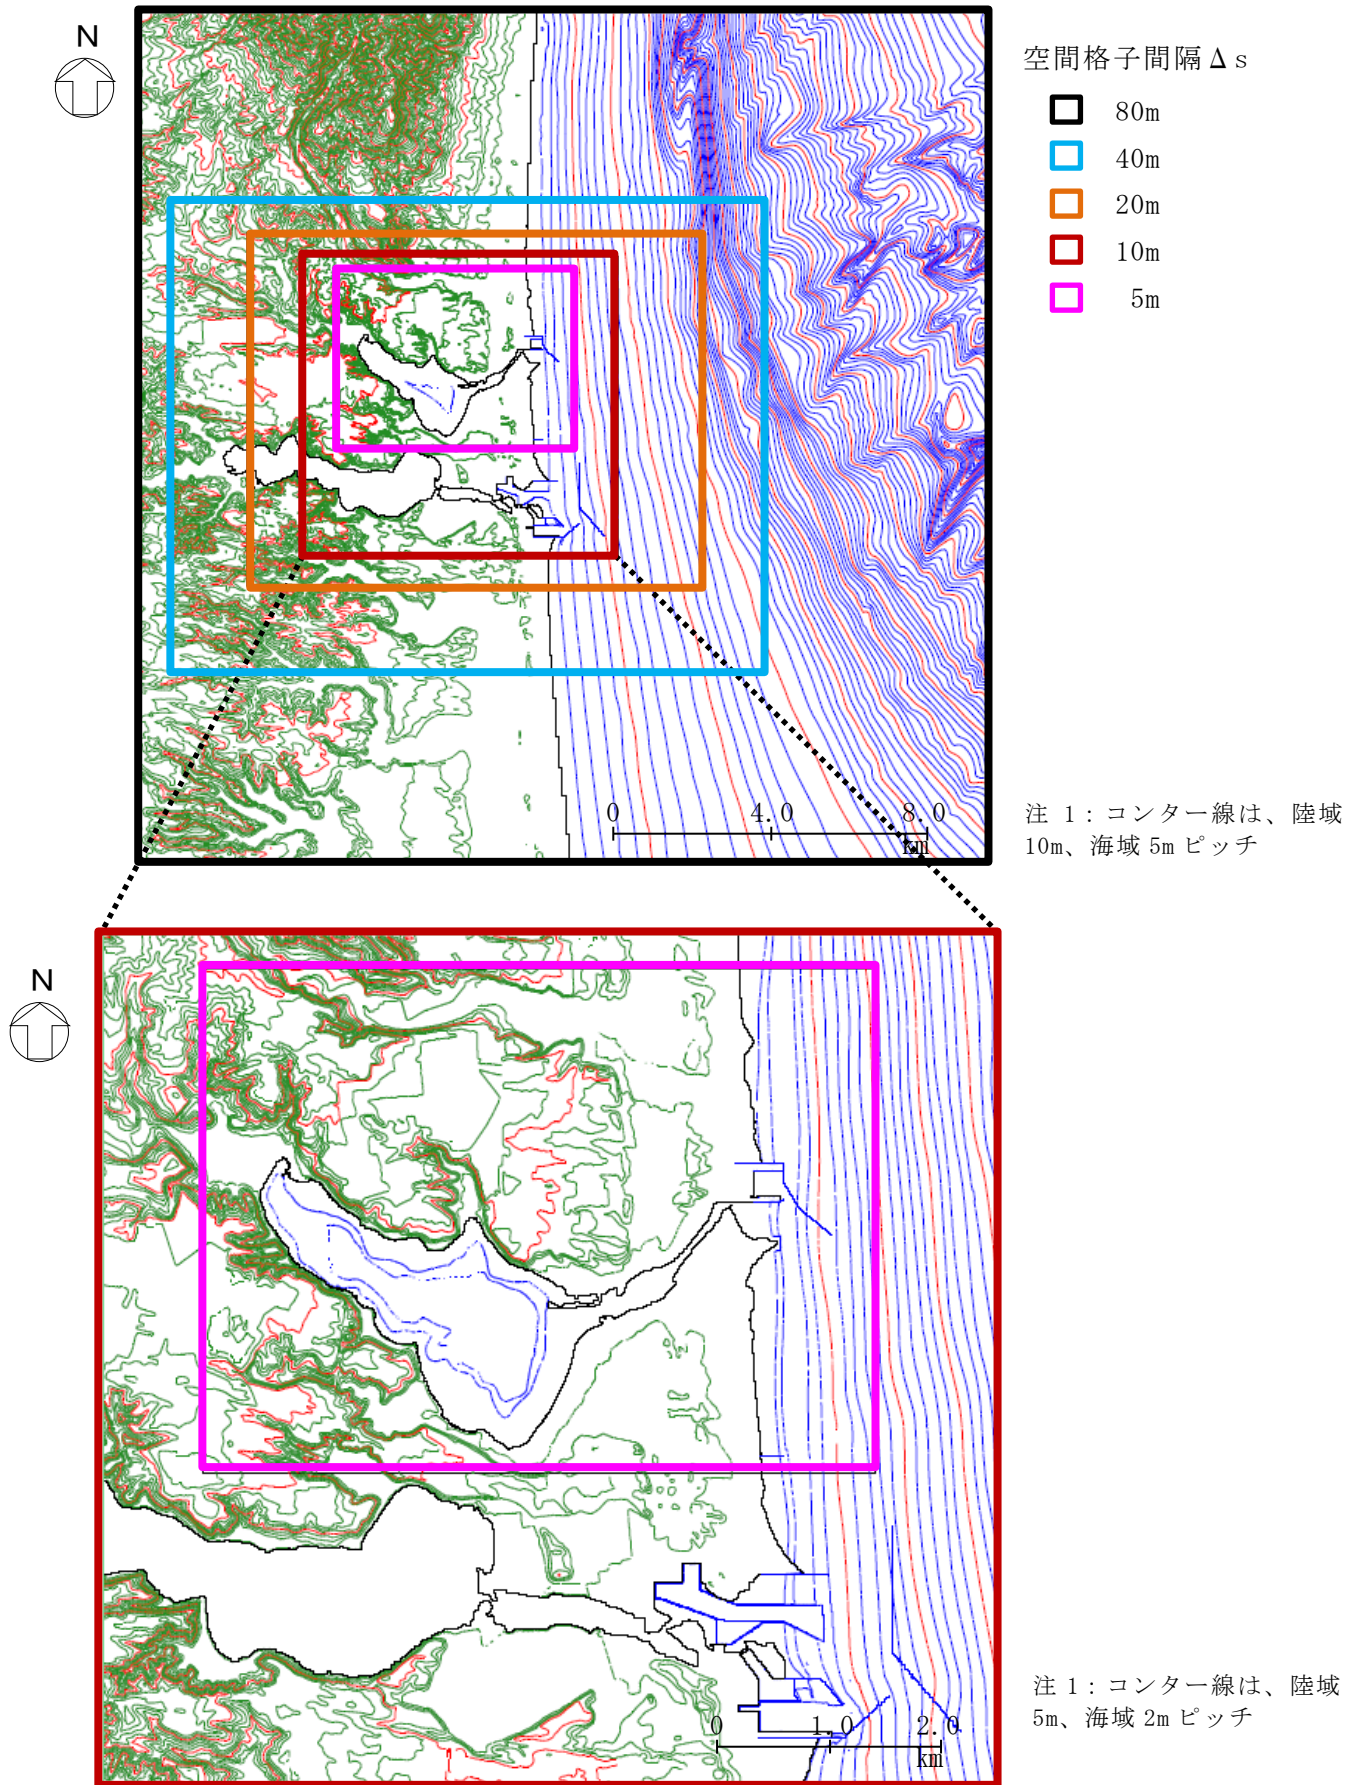 N
空間格子間隔Δs
80m
40m
20m
10m
5m
0 4.0 8.0
km
注 1：コンター線は、陸域
10m、海域 5m ピッチ
N
0 1.0 2.0
km
注 1：コンター線は、陸域
5m、海域 2m ピッチ